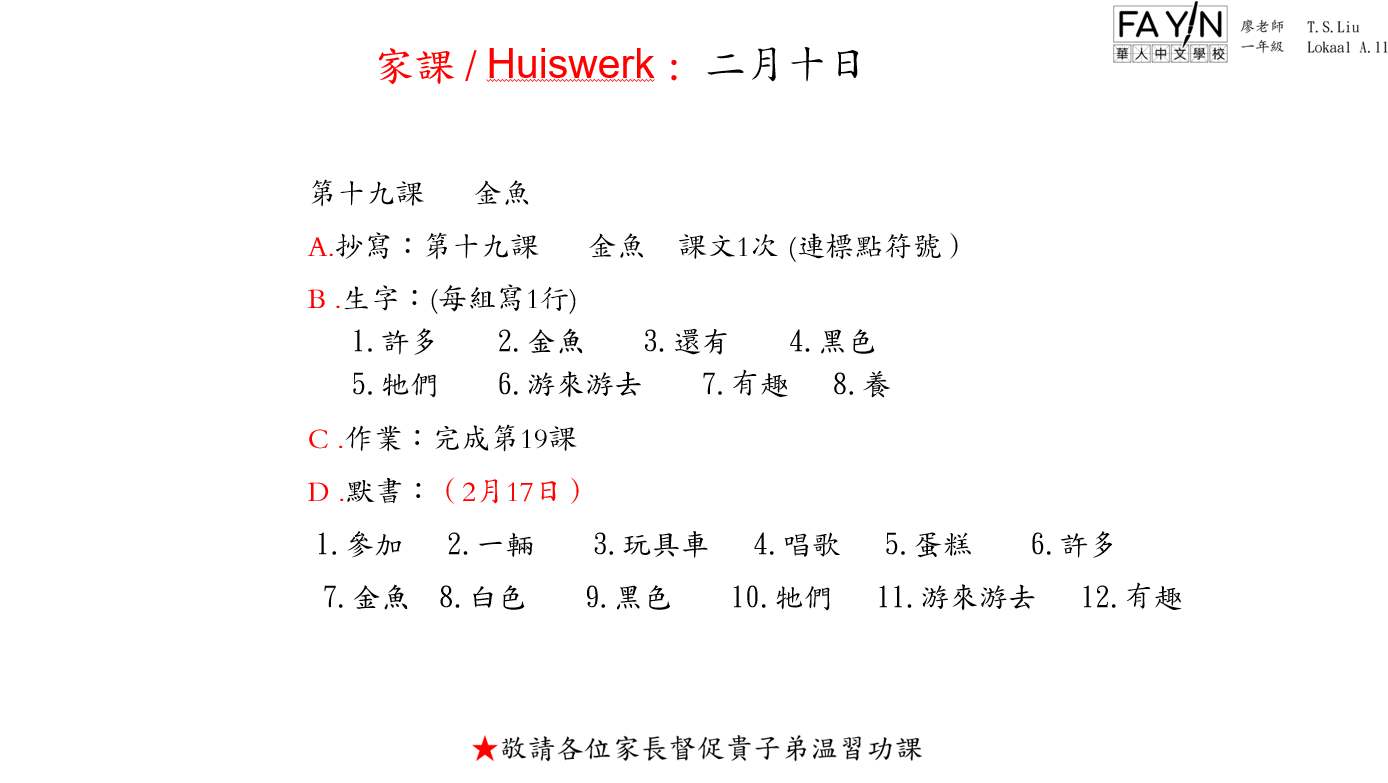 FAYIN
華人中文學校
廖老師 T.S.Liu
一年級 Lokaal A.11
家課 / Huiswerk : 二月十日
第十九課 金魚
A.抄寫：第十九課 金魚 課文1次 (連標點符號）
B .生字：(每組寫1行)
1.許多 2.金魚 3.還有 4.黑色
5.牠們 6.游來游去 7.有趣 8.養
C .作業：完成第19課
D .默書：（2月17日）
1.參加 2.一輛 3.玩具車 4.唱歌 5.蛋糕 6.許多
7.金魚 8.白色 9.黑色 10.牠們 11.游來游去 12.有趣
★敬請各位家長督促貴子弟温習功課